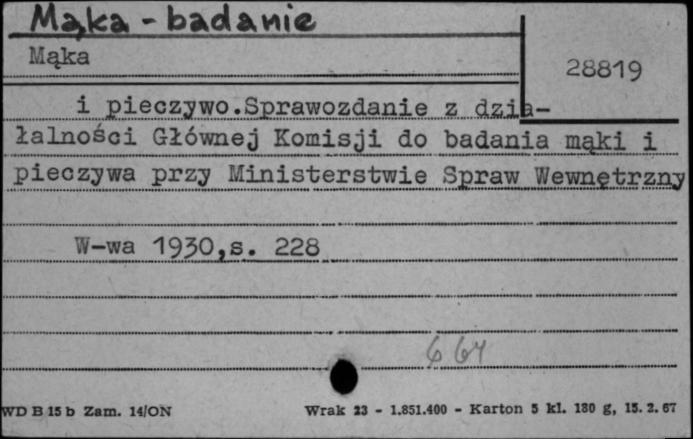 Mąka - badanie
Mąka
28819
i pieczywo.Sprawozdanie z dzia-
łalności Głównej Komisji do badania mąki i
pieczywa przy Ministerstwie Spraw Wewnętrzny
W-wa 1930,s. 228
664
WD B 15 b Zam. 14/ON
Wrak 23 - 1.851.400 - Karton 5 kl. 180 g, 15. 2. 67